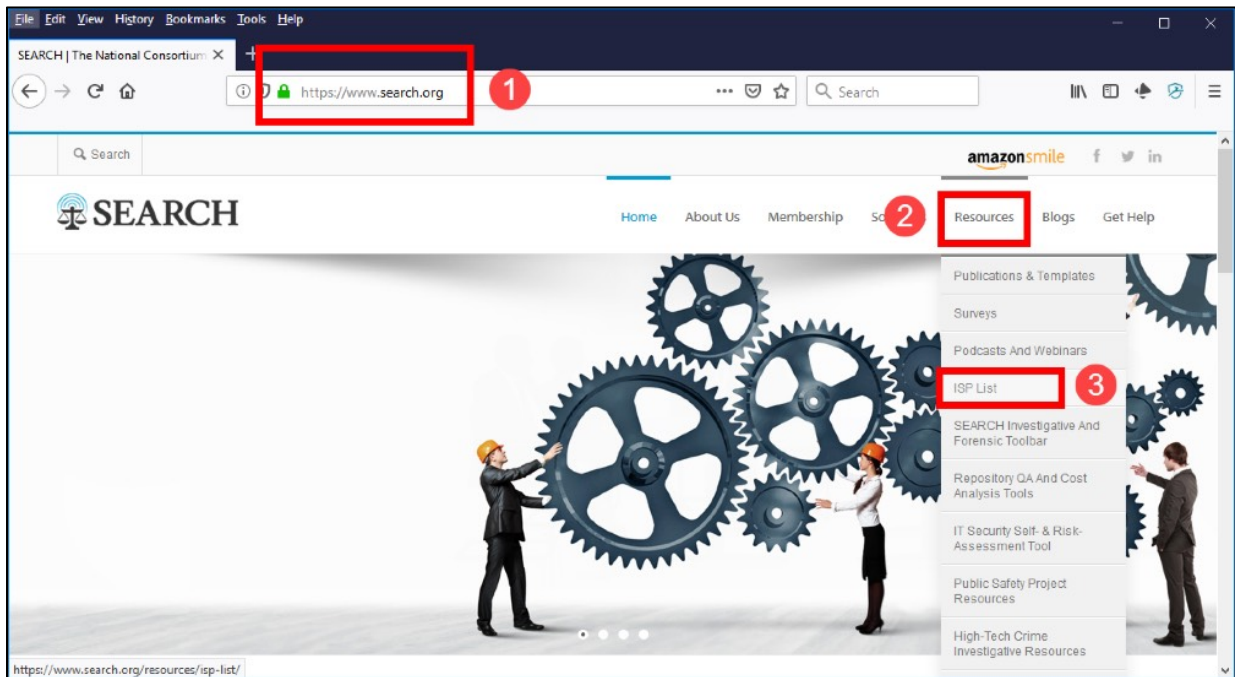 File Edit View History Bookmarks Tools Help
SEARCH | The National Consortium
https://www.search.org
1
Search
Search
amazonsmile
f
in
SEARCH
Home About Us Membership So 2 Resources Blogs Get Help
Publications & Templates
Surveys
Podcasts And Webinars
ISP List
3
SEARCH Investigative And
Forensic Toolbar
Repository QA And Cost
Analysis Tools
IT Security Self- & Risk-
Assessment Tool
Public Safety Project
Resources
High-Tech Crime
Investigative Resources
https://www.search.org/resources/isp-list/